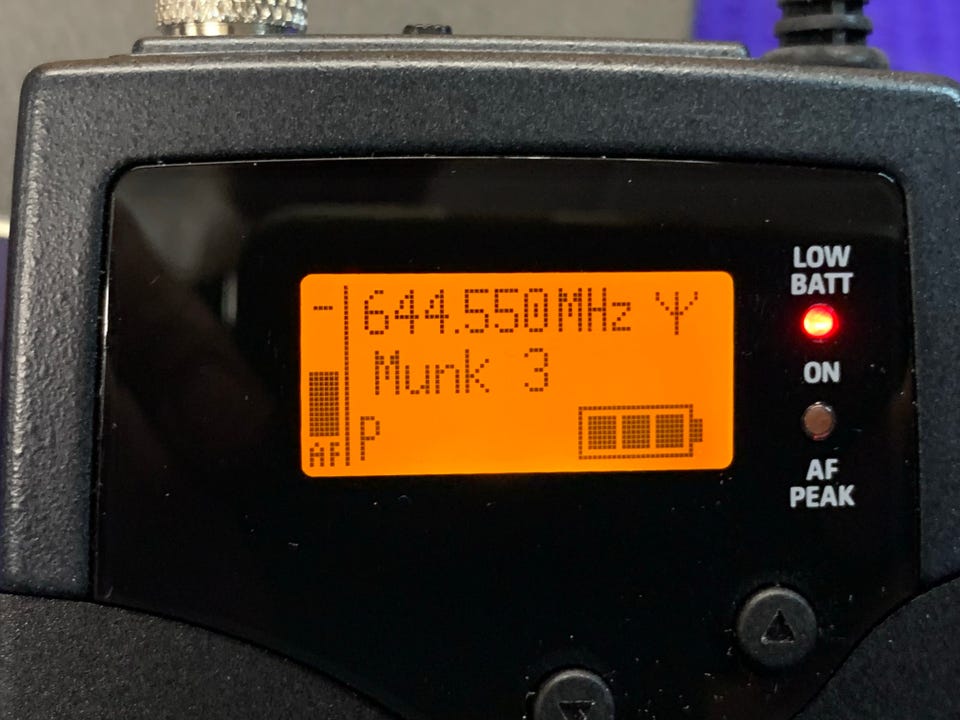 644.550MHz
Munk 3
P
AF
LOW
BATT
ON
AF
PEAK